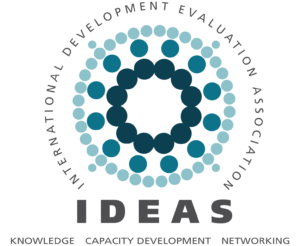 INTERNATIONAL DEVELOPMENT EVALUATION ASSOCIATION
IDEAS
KNOWLEDGE CAPACITY DEVELOPMENT NETWORKING